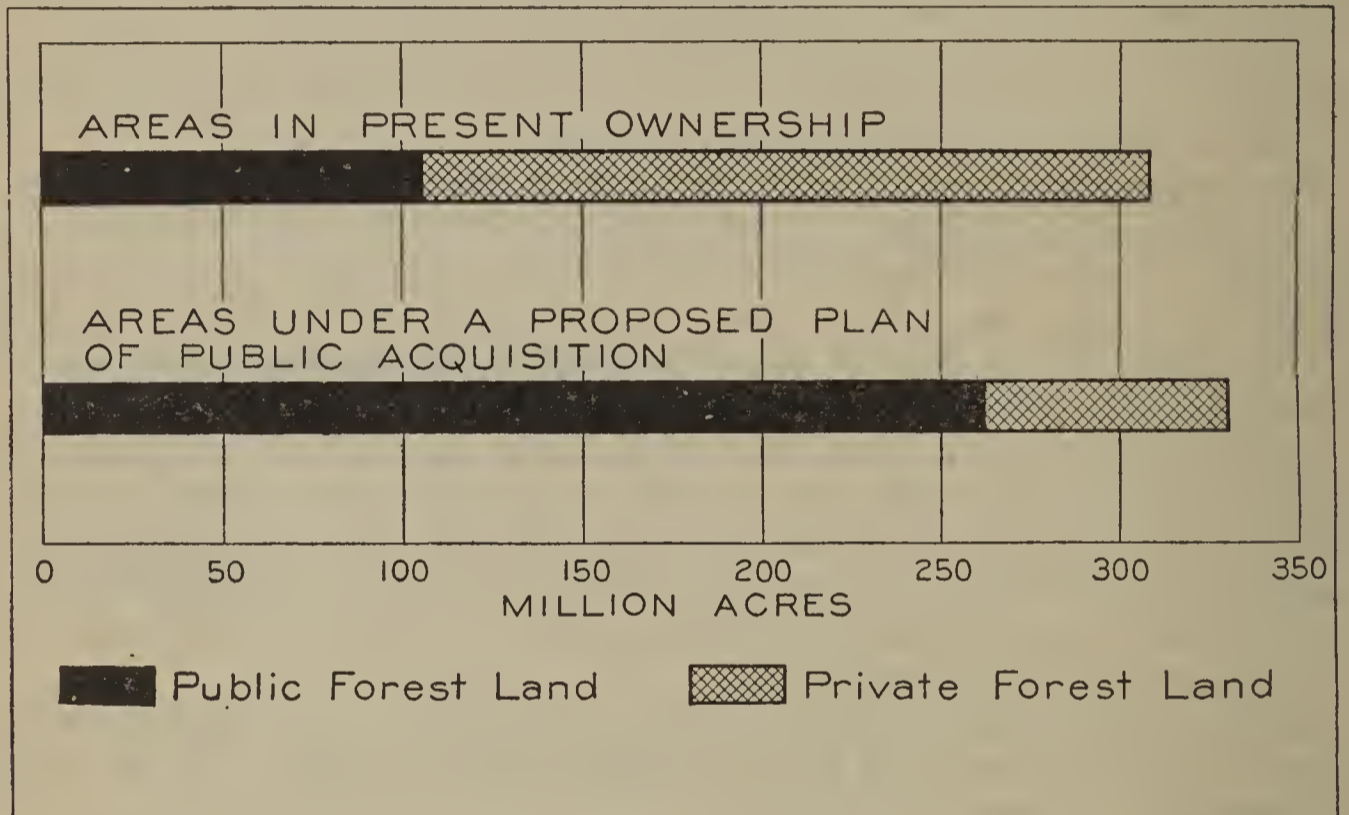 AREAS IN PRESENT OWNERSHIP
AREAS UNDER A PROPOSED PLAN
OF PUBLIC ACQUISITION
0 50 100 150 200 250 300 350
MILLION ACRES
Public Forest Land Private Forest Land